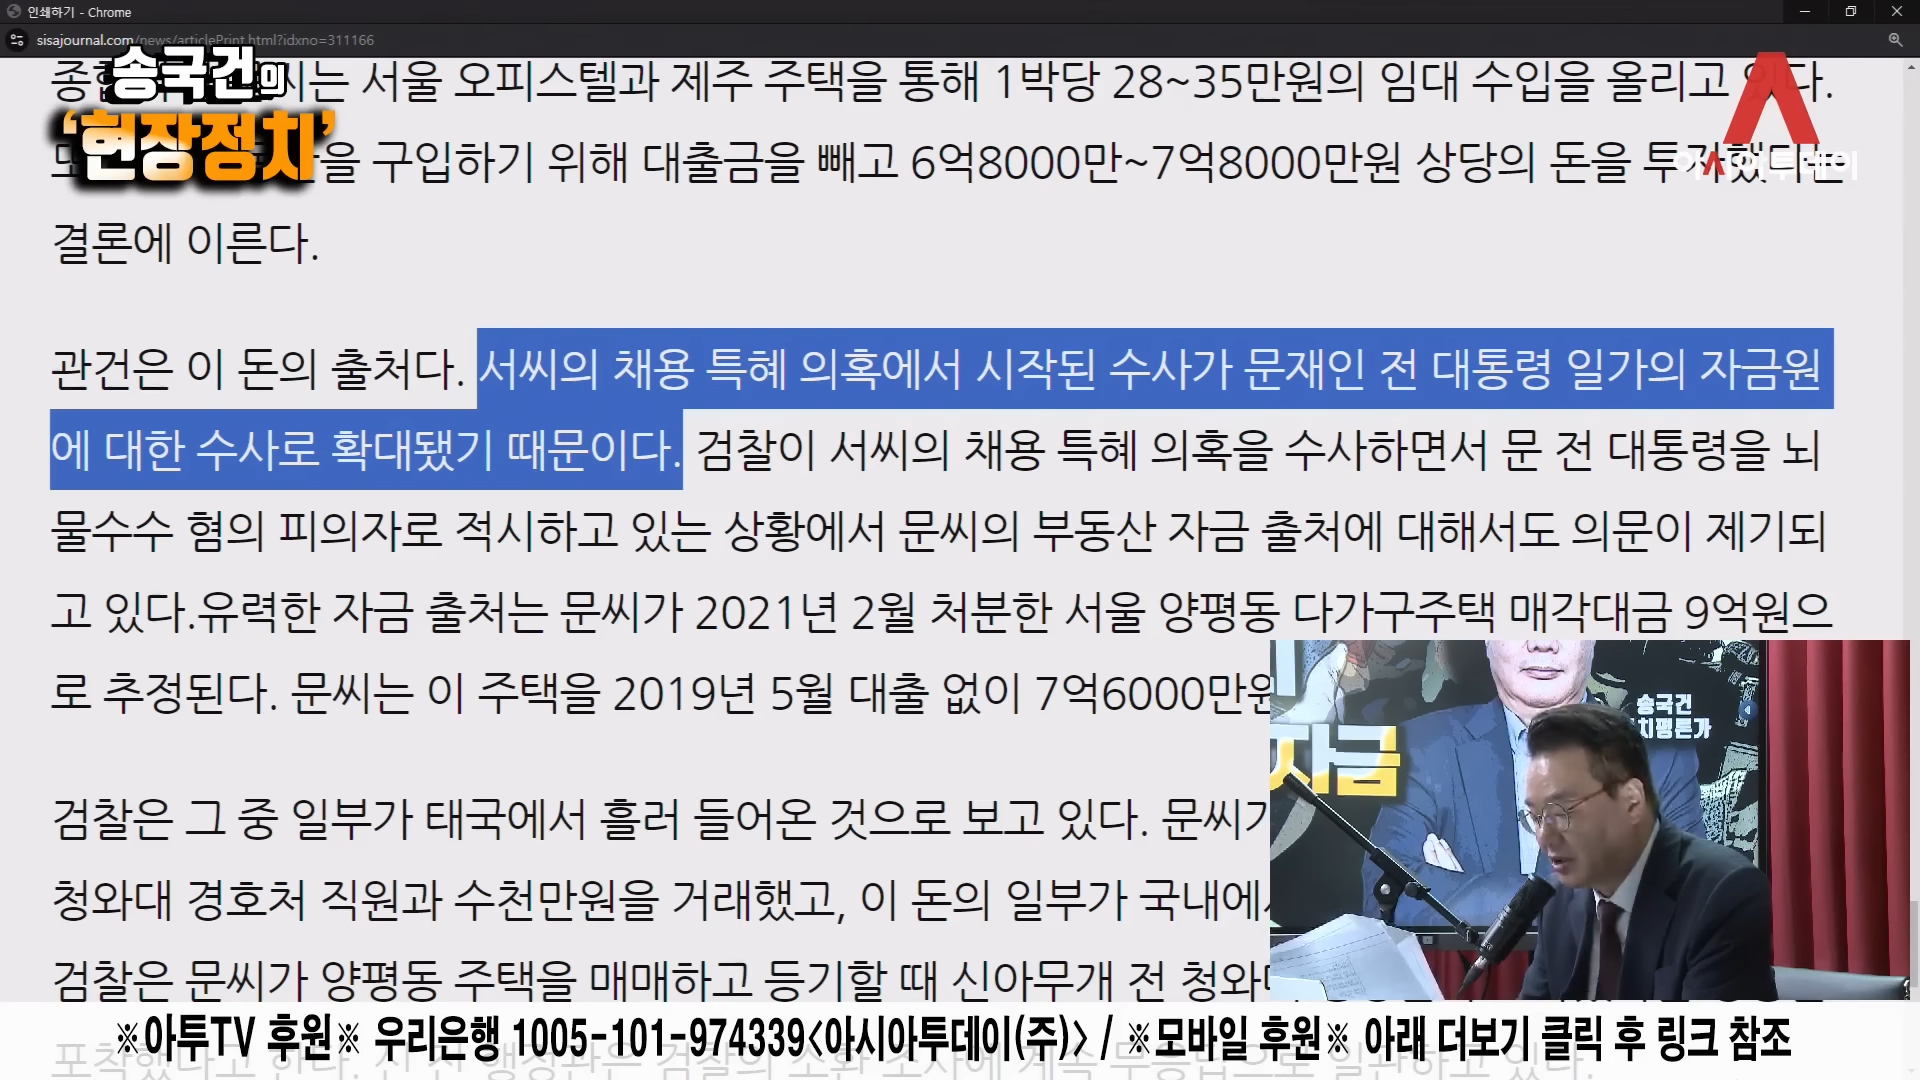 인쇄하기 - Chrome
sisajournal.com/news/articlePrint.html?idxno=311166
송국건의
‘현장정치’
아시아투데이
서울 오피스텔과 제주 주택을 통해 1박당 28~35만원의 임대 수입을 올리고 있다.
구입하기 위해 대출금을 빼고 6억8000만~7억8000만원 상당의 돈을
결론에 이른다.
관건은 이 돈의 출처다. 서씨의 채용 특혜 의혹에서 시작된 수사가 문재인 전 대통령 일가의 자금원
에 대한 수사로 확대됐기 때문이다. 검찰이 서씨의 채용 특혜 의혹을 수사하면서 문 전 대통령을 뇌
물수수 혐의 피의자로 적시하고 있는 상황에서 문씨의 부동산 자금 출처에 대해서도 의문이 제기되
고 있다.유력한 자금 출처는 문씨가 2021년 2월 처분한 서울 양평동 다가구주택 매각대금 9억원으
로 추정된다. 문씨는 이 주택을 2019년 5월 대출 없이 7억6000만원
검찰은 그 중 일부가 태국에서 흘러 들어온 것으로 보고 있다. 문씨가
청와대 경호처 직원과 수천만원을 거래했고, 이 돈의 일부가 국내에서
검찰은 문씨가 양평동 주택을 매매하고 등기할 때 신아무개 전 청와대
송국건
치평론가
자금
※아투TV 후원※ 우리은행 1005-101-974339<아시아투데이(주)> / ※모바일 후원※ 아래 더보기 클릭 후 링크 참조